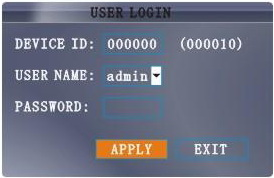 USER LOGIN
DEVICE ID: 000000 (000010)
USER NAME: admin
PASSWORD:
APPLY EXIT